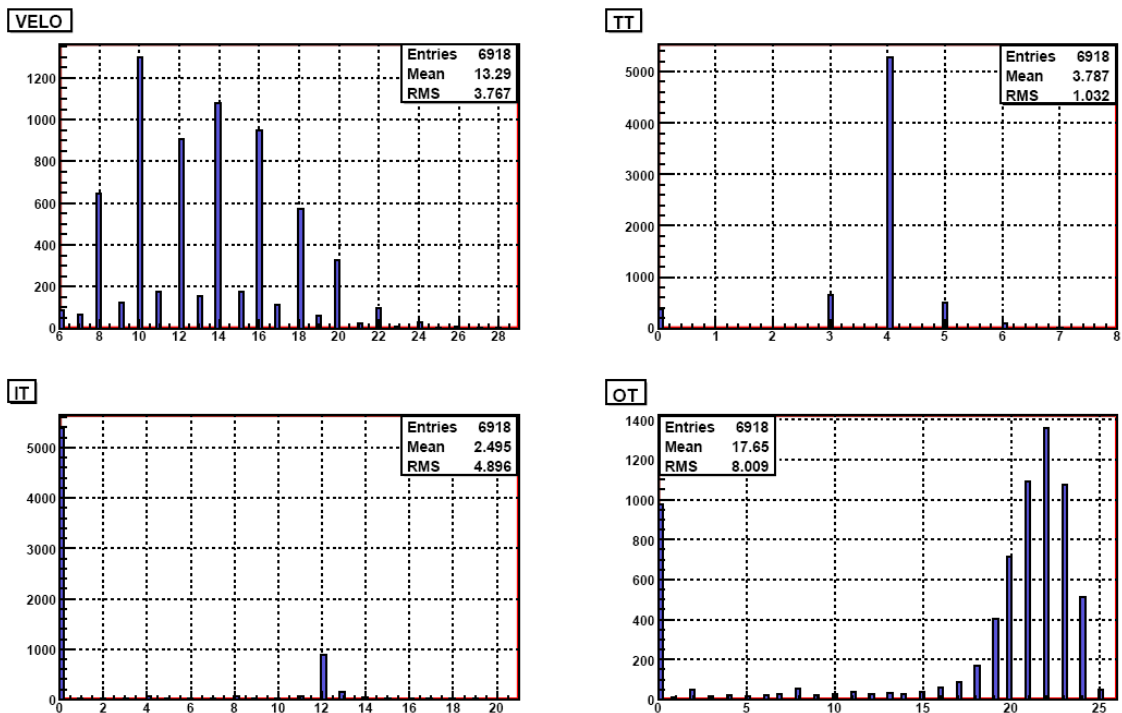 VELO
Entries 6918
Mean 13.29
RMS 3.767
1200
1000
800
600
400
200
0
6 8 10 12 14 16 18 20 22 24 26 28
TT
Entries 6918
Mean 3.787
RMS 1.032
5000
4000
3000
2000
1000
0
0 1 2 3 4 5 6 7 8
IT
Entries 6918
Mean 2.495
RMS 4.896
5000
4000
3000
2000
1000
0
0 2 4 6 8 10 12 14 16 18 20
OT
Entries 6918
Mean 17.65
RMS 8.009
1400
1200
1000
800
600
400
200
0
0 5 10 15 20 25